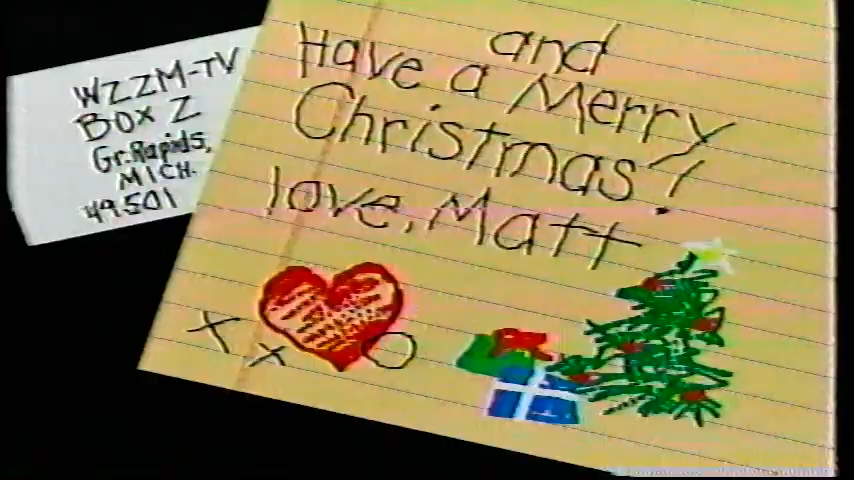 WZZM-TV
BOX Z
Gr. Rapids,
MICH.
49501
and
Have a Merry
Christmas!
love, Matt
X X O